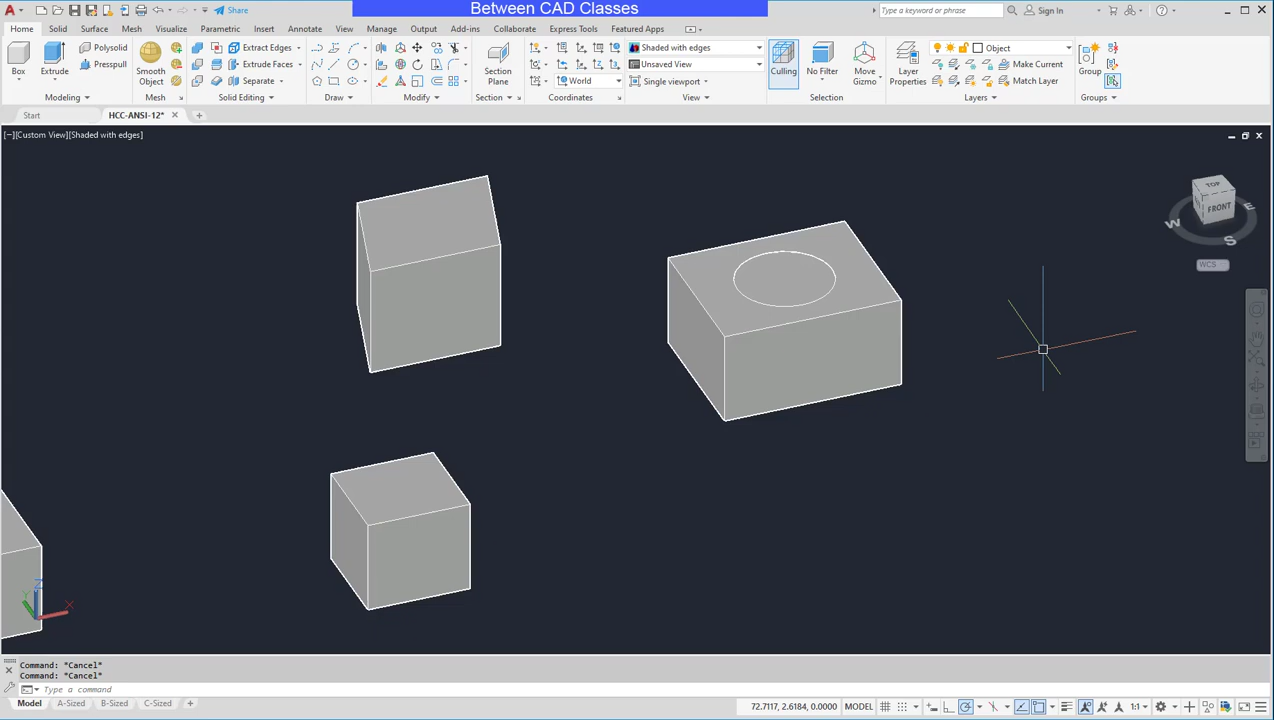 Share
Between CAD Classes
Type a keyword or phrase
Sign In
Home Solid Surface Mesh Visualize Parametric Insert Annotate View Manage Output Add-ins Collaborate Express Tools Featured Apps
Box
Extrude
Polysolid
Presspull
Modeling
Smooth
Object
Mesh
Extract Edges
Extrude Faces
Separate
Solid Editing
Draw
Modify
Section
Plane
Section
World
Coordinates
Shaded with edges
Unsaved View
Single viewport
View
Culling
No Filter
Move
Gizmo
Selection
Layer
Properties
Object
Make Current
Match Layer
Layers
Group
Groups
Start
HCC-ANSI-12*
[−][Custom View][Shaded with edges]
TOP
FRONT
W
E
S
WCS
Z
Y
X
Command: *Cancel*
Command: *Cancel*
Type a command
Model A-Sized B-Sized C-Sized
72.7117, 2.6184, 0.0000 MODEL
1:1